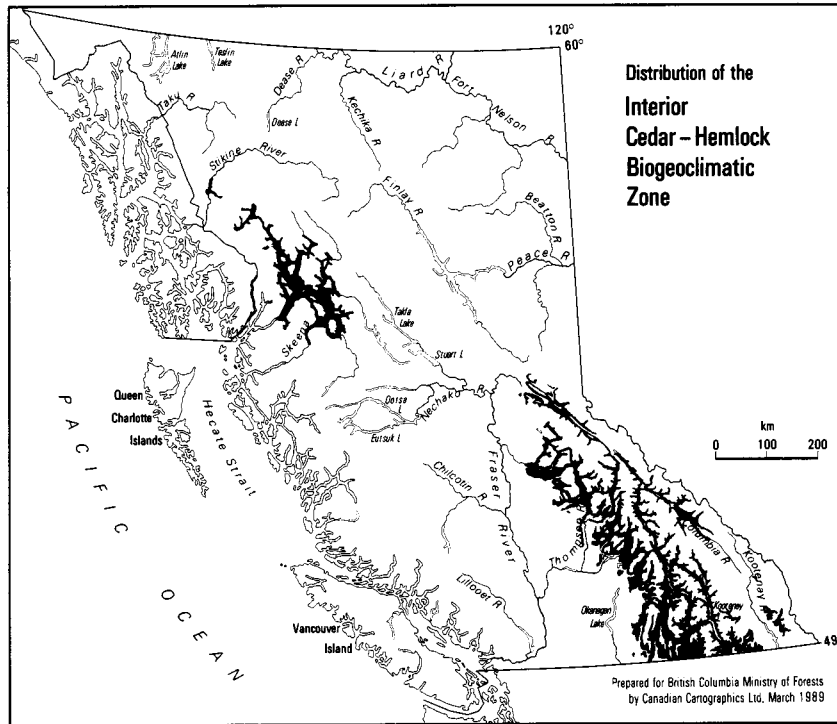 120°
60°
Distribution of the
Interior
Cedar – Hemlock
Biogeoclimatic
Zone
Atlin
Lake
Teslin
Lake
Taku R
Dease R
Dease L
Liard R
Fort Nelson R
Kechika R
Stikine River
Finlay R
Beatton R
Peace R
Takla
Lake
Stuart L
Skeena
Queen
Charlotte
Islands
Hecate Strait
PACIFIC OCEAN
Ootsa
L
Eutsuk L
Nechako R
Fraser
River
Chilcotin R
km
0 100 200
Thompson
Columbia R
Kootenay
Kootenay
Lillooet R
Okanagan
Lake
Vancouver
Island
49
Prepared for British Columbia Ministry of Forests
by Canadian Cartographics Ltd. March 1989